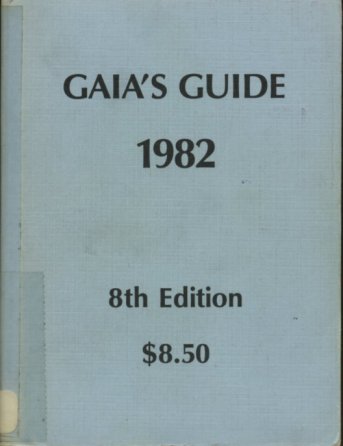 GAIA'S GUIDE
1982
8th Edition
$8.50